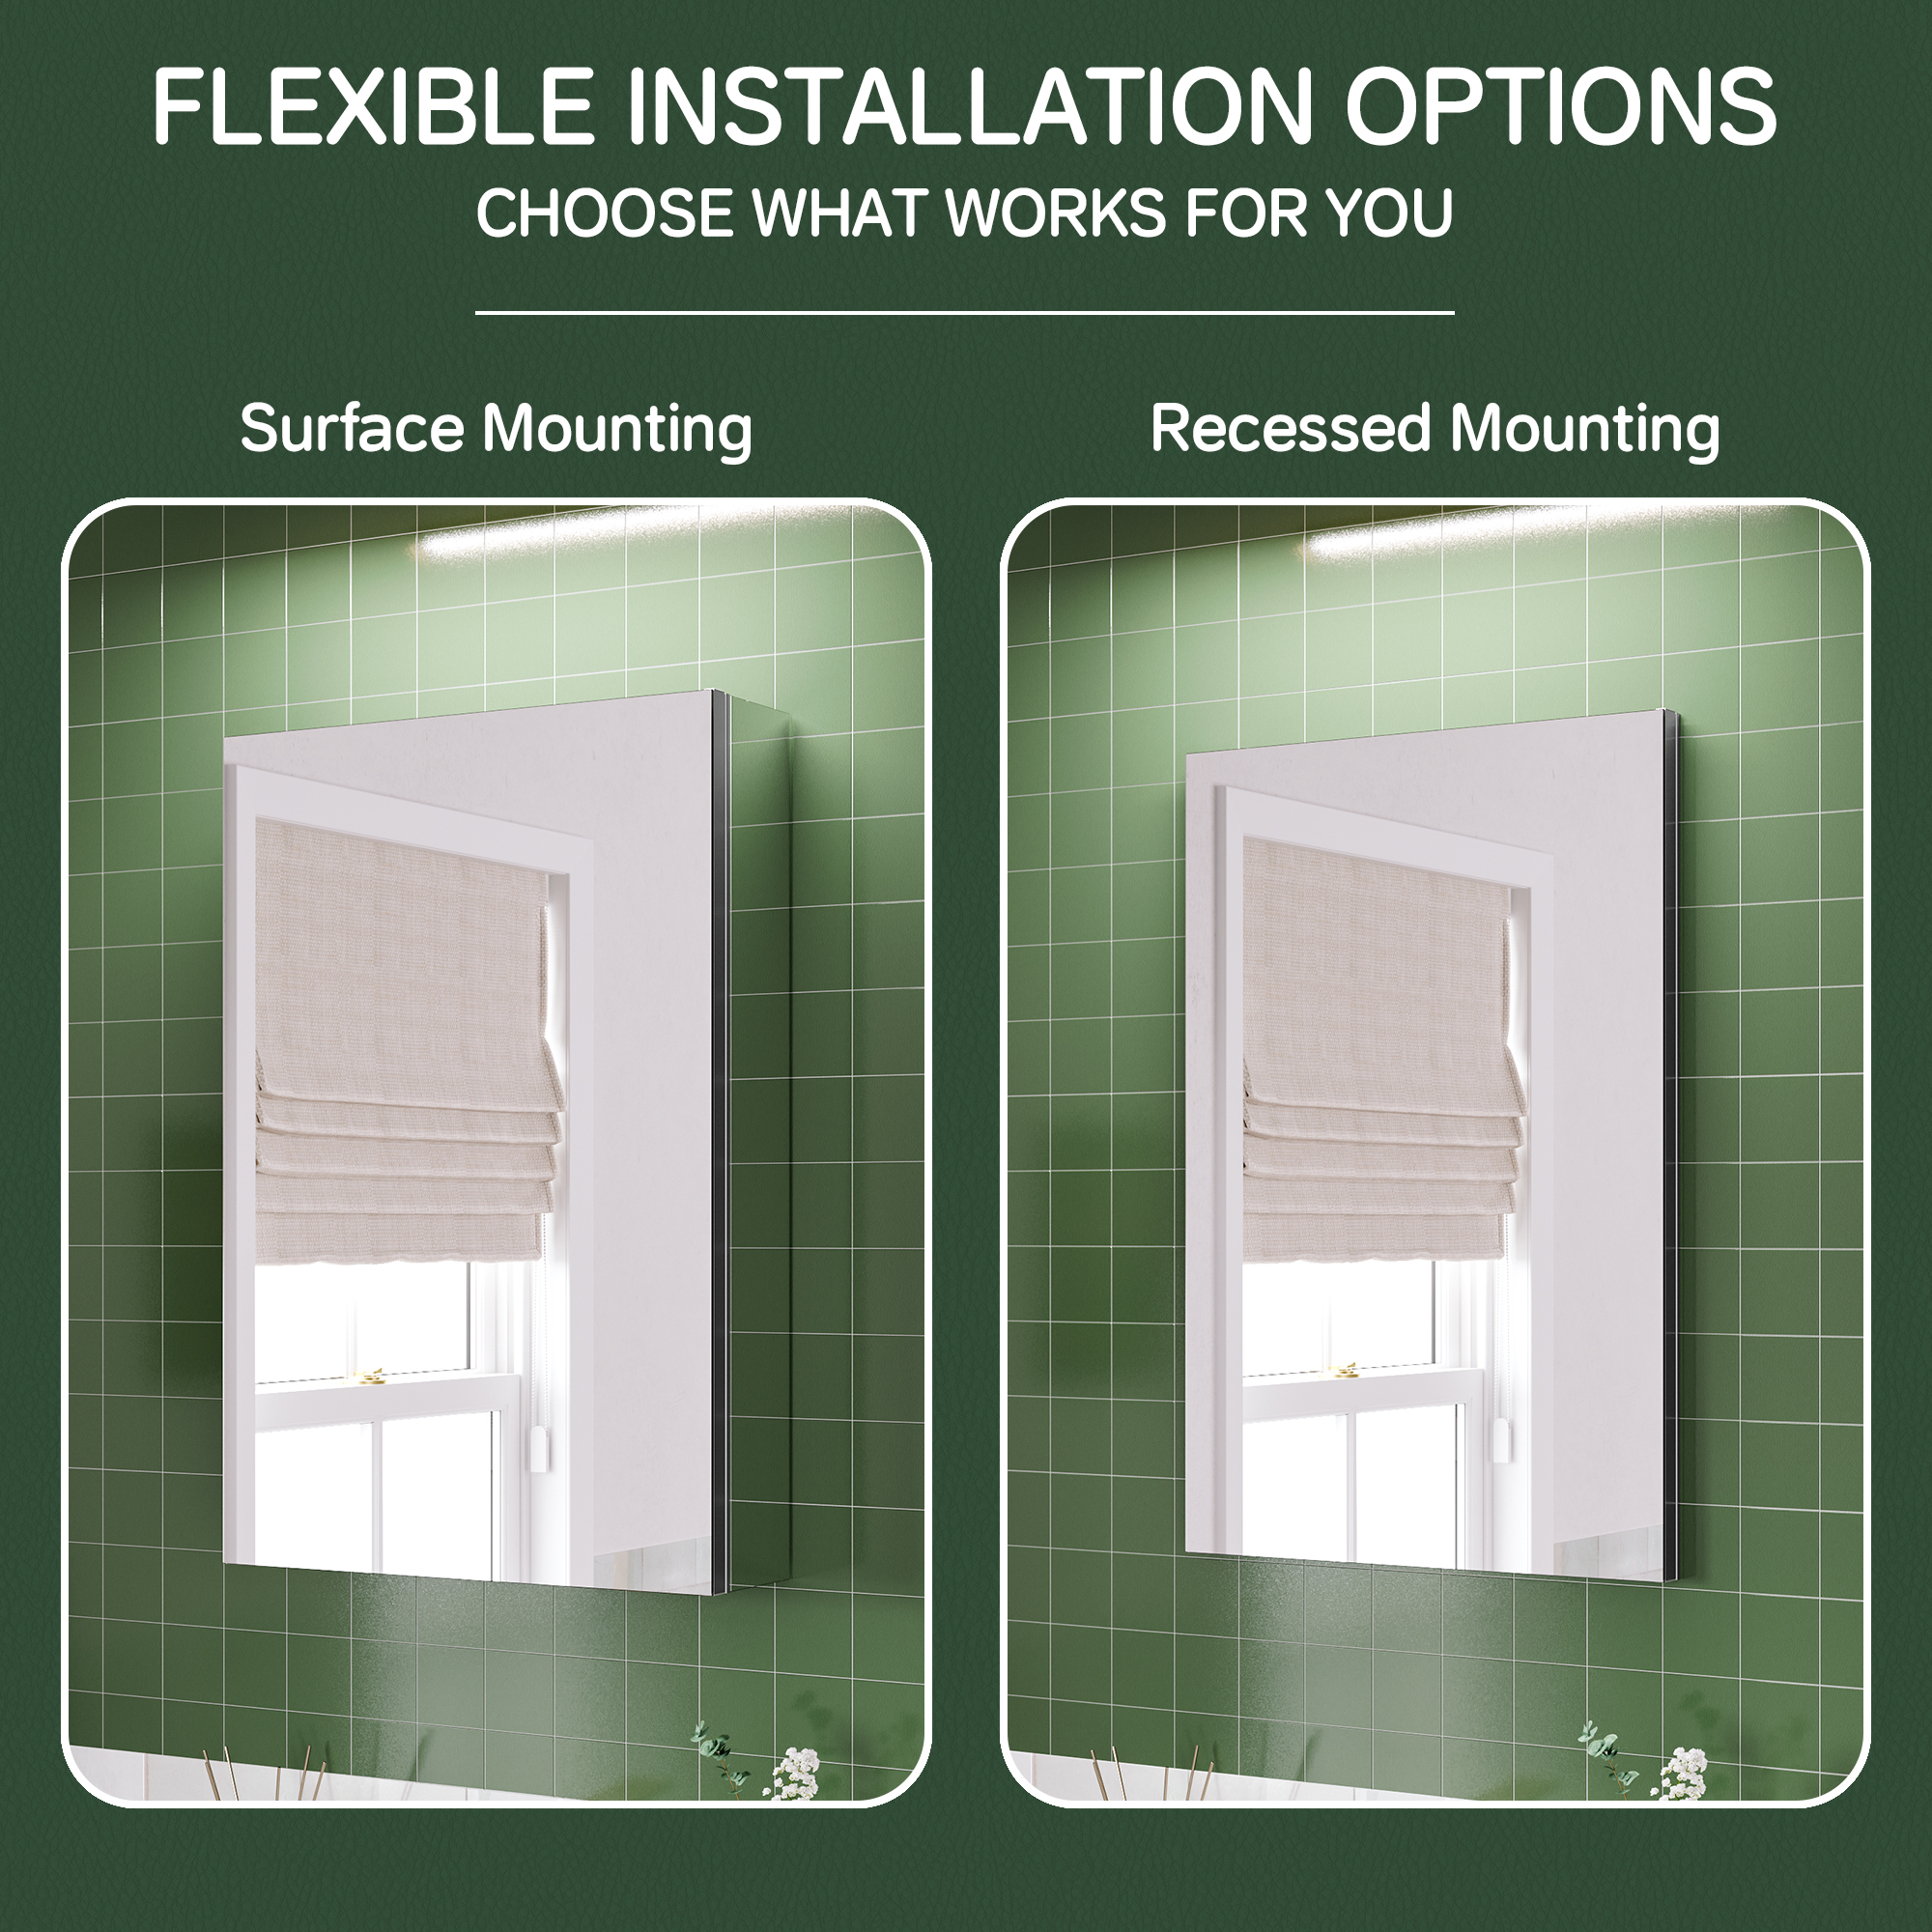 FLEXIBLE INSTALLATION OPTIONS
CHOOSE WHAT WORKS FOR YOU
Surface Mounting
Recessed Mounting